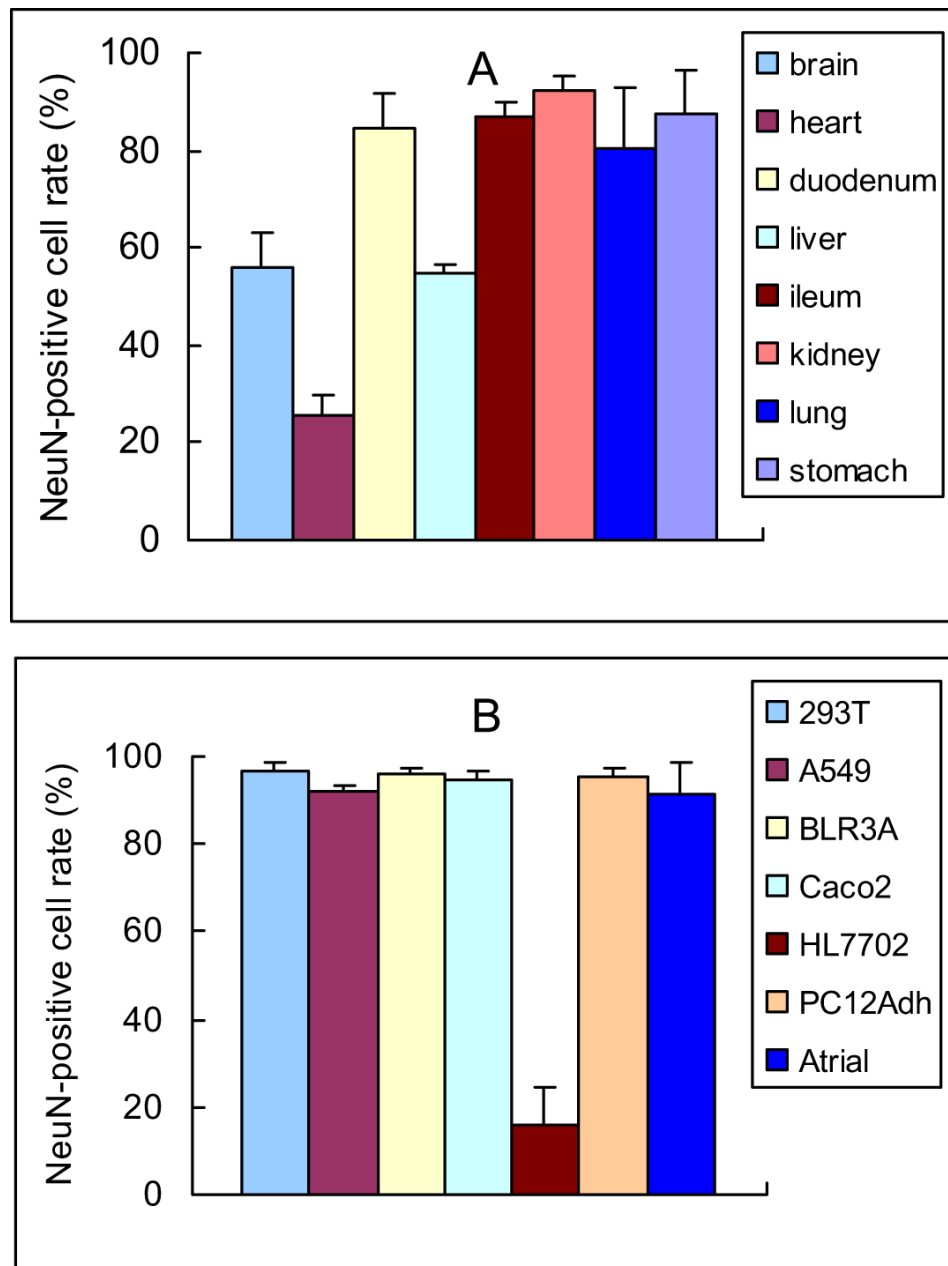 A
NeuN-positive cell rate (%)
100
80
60
40
20
0
brain
heart
duodenum
liver
ileum
kidney
lung
stomach
B
NeuN-positive cell rate (%)
100
80
60
40
20
0
293T
A549
BLR3A
Caco2
HL7702
PC12Adh
Atrial